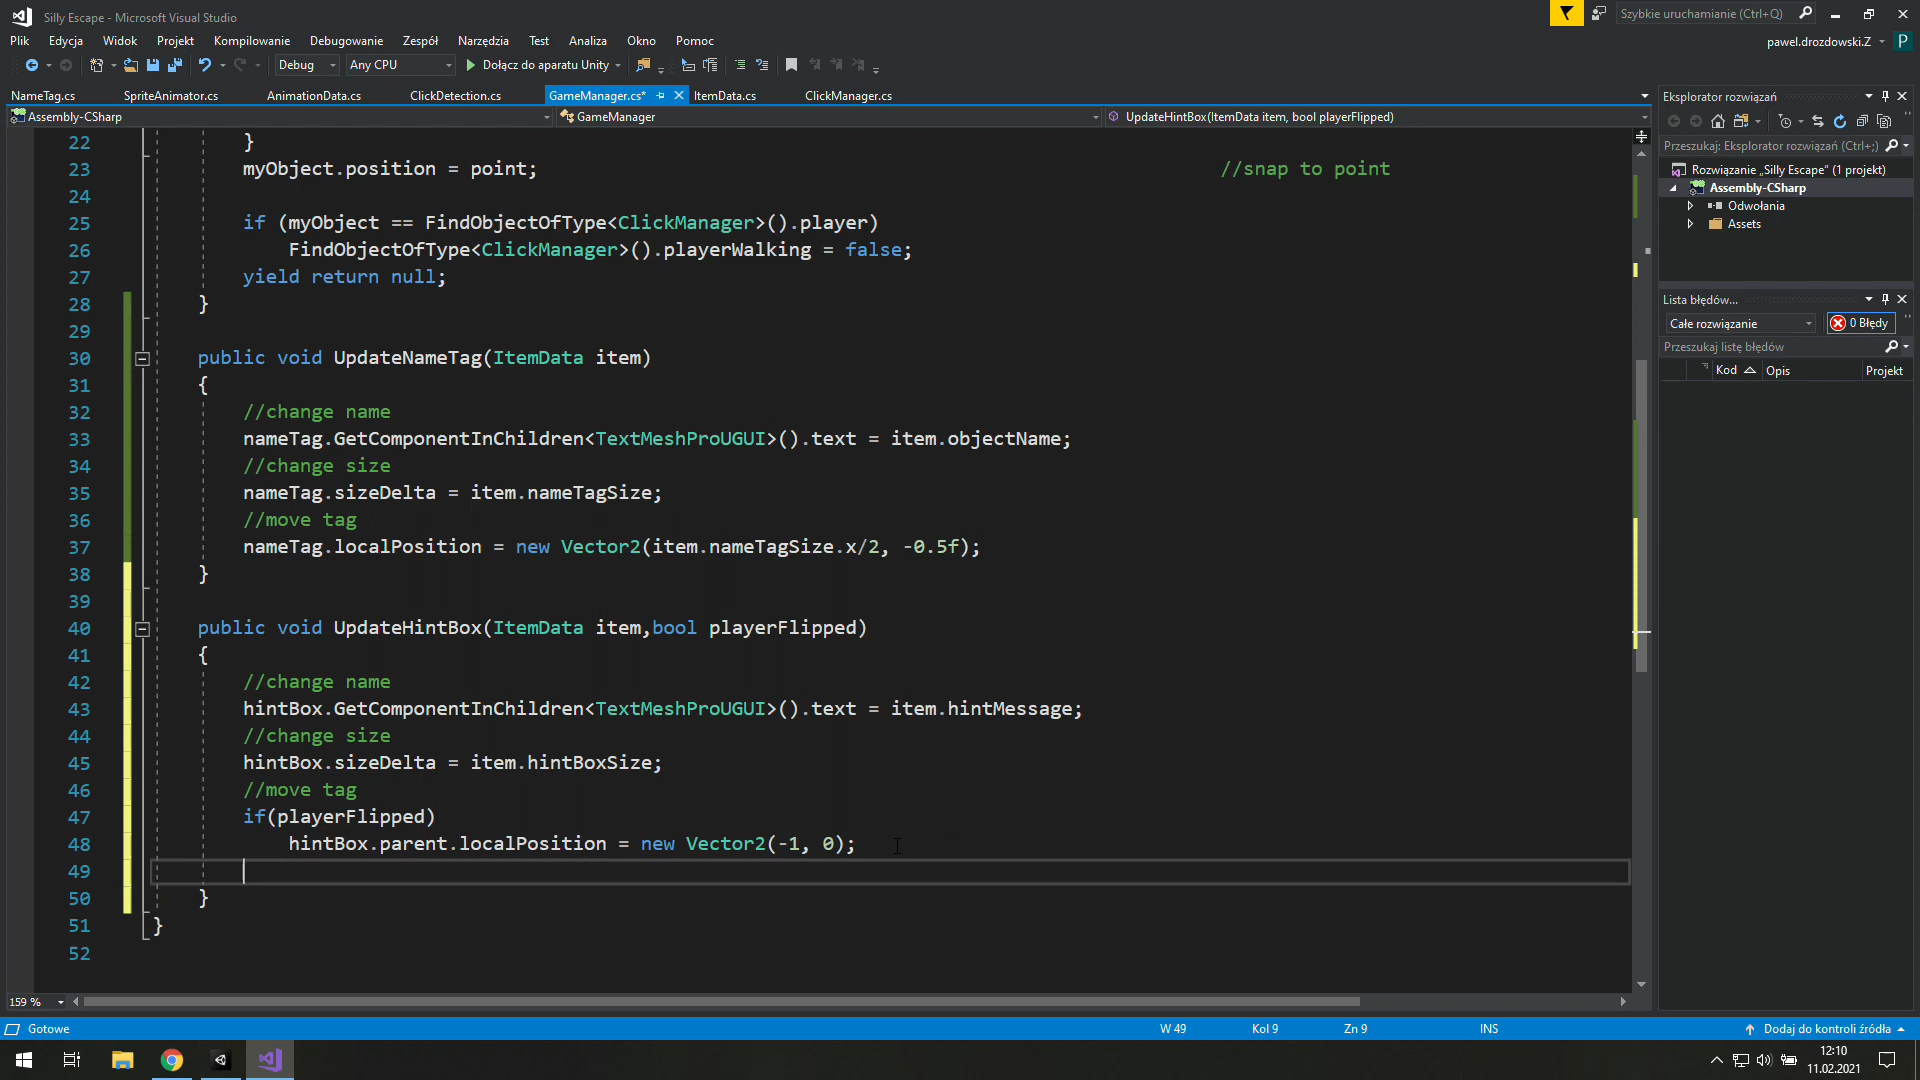 Silly Escape - Microsoft Visual Studio
Szybkie uruchamianie (Ctrl+Q)
Plik Edycja Widok Projekt Kompilowanie Debugowanie Zespół Narzędzia Test Analiza Okno Pomoc
pawel.drozdowski.Z P
Debug Any CPU Dołącz do aparatu Unity
NameTag.cs SpriteAnimator.cs AnimationData.cs ClickDetection.cs GameManager.cs* ItemData.cs ClickManager.cs
Assembly-CSharp GameManager UpdateHintBox(ItemData item, bool playerFlipped)
22 }
23 myObject.position = point; //snap to point
24
25 if (myObject == FindObjectOfType<ClickManager>().player)
26 FindObjectOfType<ClickManager>().playerWalking = false;
27 yield return null;
28 }
29
30 public void UpdateNameTag(ItemData item)
31 {
32 //change name
33 nameTag.GetComponentInChildren<TextMeshProUGUI>().text = item.objectName;
34 //change size
35 nameTag.sizeDelta = item.nameTagSize;
36 //move tag
37 nameTag.localPosition = new Vector2(item.nameTagSize.x/2, -0.5f);
38 }
39
40 public void UpdateHintBox(ItemData item,bool playerFlipped)
41 {
42 //change name
43 hintBox.GetComponentInChildren<TextMeshProUGUI>().text = item.hintMessage;
44 //change size
45 hintBox.sizeDelta = item.hintBoxSize;
46 //move tag
47 if(playerFlipped)
48 hintBox.parent.localPosition = new Vector2(-1, 0);
49
50 }
51 }
52
159 %
Eksplorator rozwiązań
Przeszukaj: Eksplorator rozwiązań (Ctrl+;)
Rozwiązanie „Silly Escape" (1 projekt)
Assembly-CSharp
Odwołania
Assets
Lista błędów...
Całe rozwiązanie 0 Błędy
Przeszukaj listę błędów
Kod Opis Projekt
Gotowe W 49 Kol 9 Zn 9 INS Dodaj do kontroli źródła
12:10
11.02.2021